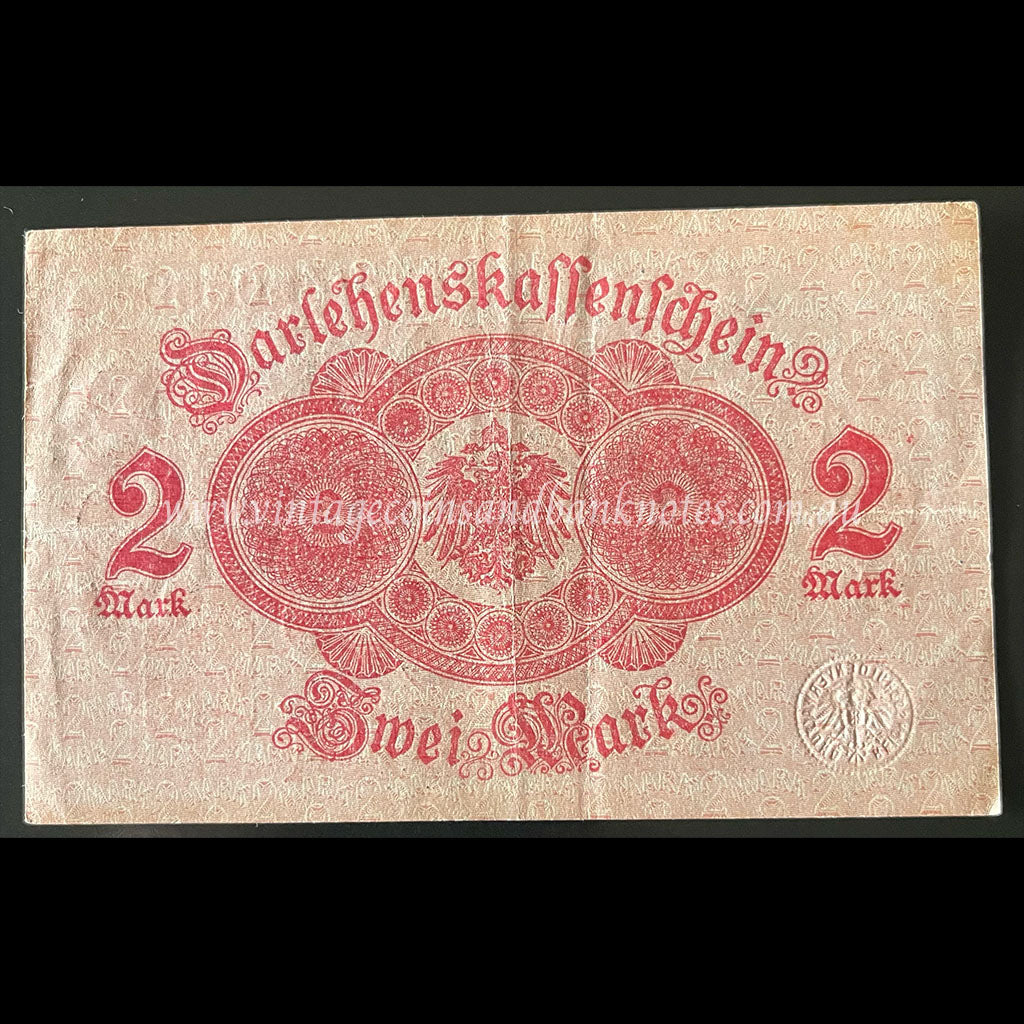 Darlehenskassenschein
2
Mark
2
Mark
www.vintagecoinsandbanknotes.com.au
Zwei Mark